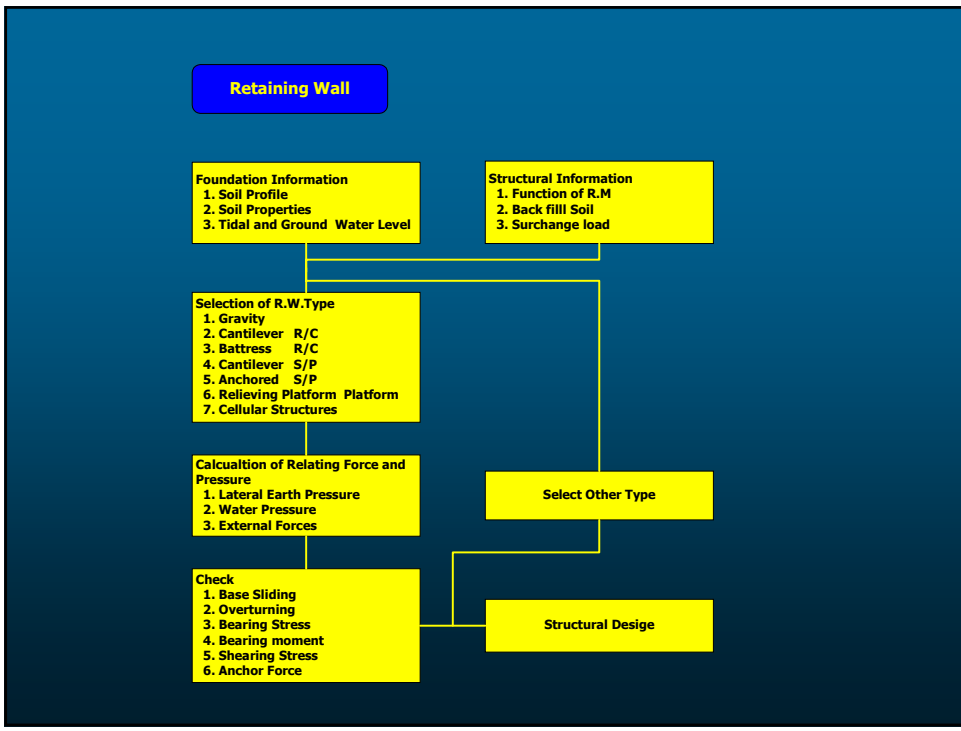 Retaining Wall
Foundation Information
1. Soil Profile
2. Soil Properties
3. Tidal and Ground Water Level
Structural Information
1. Function of R.M
2. Back filll Soil
3. Surchange load
Selection of R.W.Type
1. Gravity
2. Cantilever R/C
3. Battress R/C
4. Cantilever S/P
5. Anchored S/P
6. Relieving Platform Platform
7. Cellular Structures
Calcualtion of Relating Force and
Pressure
1. Lateral Earth Pressure
2. Water Pressure
3. External Forces
Select Other Type
Check
1. Base Sliding
2. Overturning
3. Bearing Stress
4. Bearing moment
5. Shearing Stress
6. Anchor Force
Structural Desige